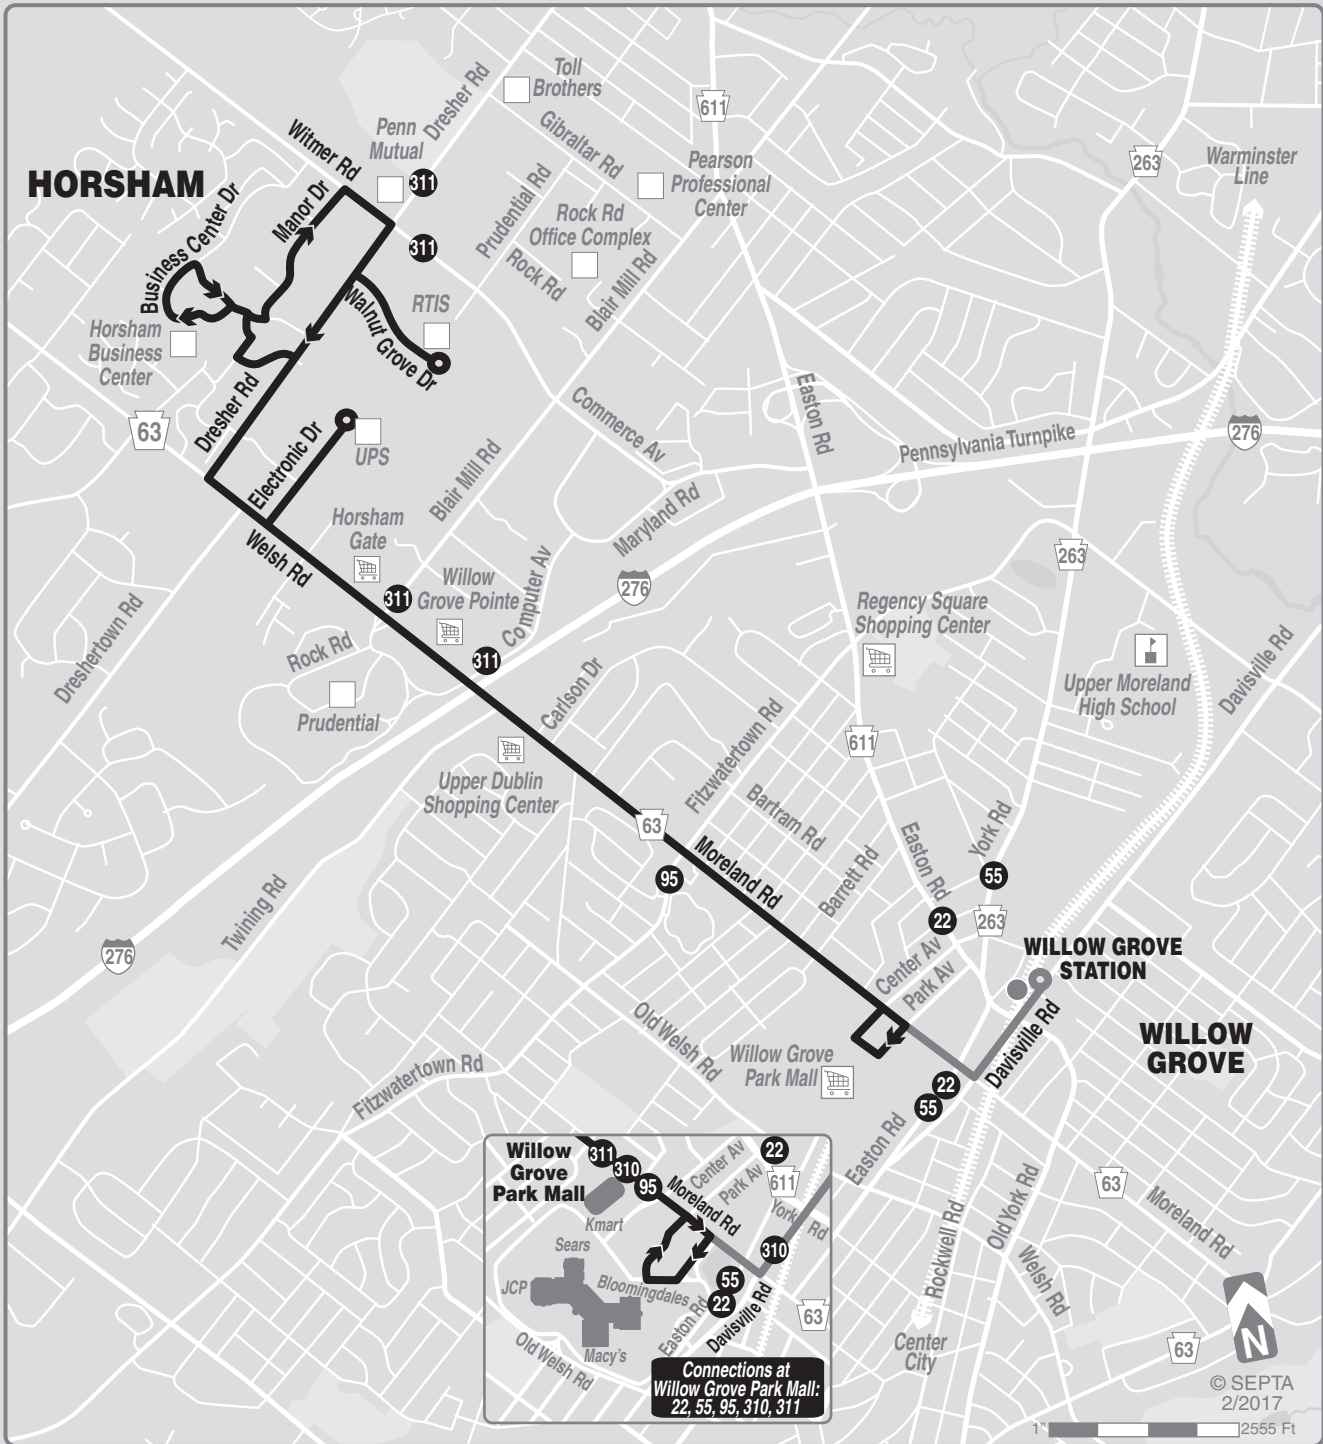 Toll
Brothers
Dresher Rd
611
Penn
Mutual
Gibraltar Rd
Witmer Rd
263
Warminster
Line
Pearson
Professional
Center
HORSHAM
311
Manor Dr
Business Center Dr
Prudential Rd
Rock Rd
Office Complex
311
Rock Rd
Blair Mill Rd
RTIS
Walnut Grove Dr
Horsham
Business
Center
Dresher Rd
63
Easton Rd
Commerce Av
Pennsylvania Turnpike
276
Electronic Dr
UPS
Blair Mill Rd
Maryland Rd
Horsham
Gate
Welsh Rd
263
Computer Av
Willow
Grove Pointe
311
276
Regency Square
Shopping Center
Dreshertown Rd
Rock Rd
311
Prudential
Carlson Dr
Upper Moreland
High School
Davisville Rd
611
Upper Dublin
Shopping Center
Fitzwatertown Rd
Bartram Rd
63
Moreland Rd
Barrett Rd
Easton Rd
York Rd
95
55
22
263
Twining Rd
276
Center Av
Park Av
WILLOW GROVE
STATION
Old Welsh Rd
Willow Grove
Park Mall
Davisville Rd
WILLOW
GROVE
Fitzwatertown Rd
22
55
Easton Rd
Rockwell Rd
Old York Rd
Welsh Rd
63
Moreland Rd
63
Center
City
Willow
Grove
Park Mall
311
310
95
22
Center Av
Park Av
611
Moreland Rd
York Rd
Kmart
Sears
JCP
Bloomingdales
310
55
22
Easton Rd
Davisville Rd
63
Macy's
Old Welsh Rd
Connections at
Willow Grove Park Mall:
22, 55, 95, 310, 311
N
© SEPTA
2/2017
1" 2555 Ft